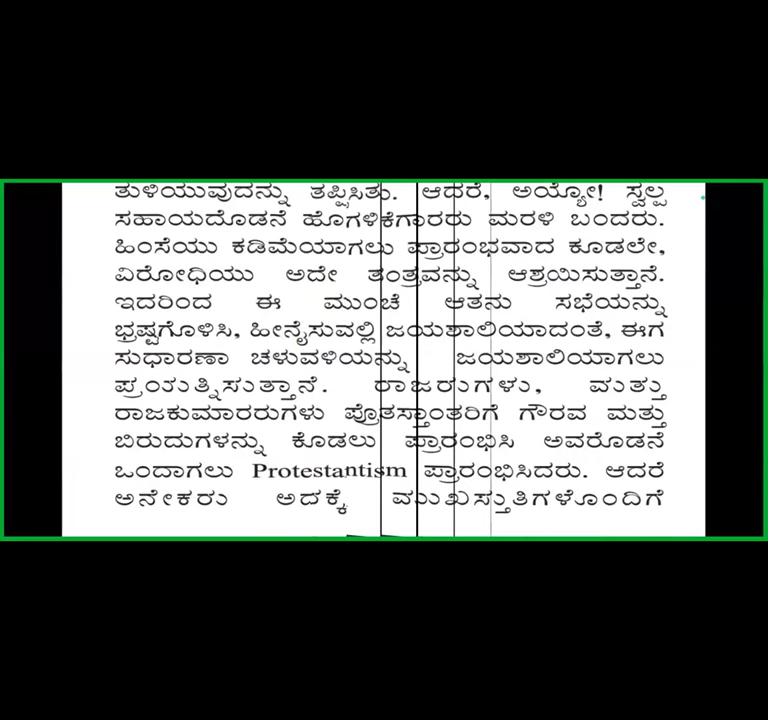 ತುಳಿಯುವುದನ್ನು ತಪ್ಪಿಸಿತು. ಆದರೆ, ಅಯ್ಯೋ! ಸ್ವಲ್ಪ
ಸಹಾಯದೊಡನೆ ಹೊಗಳಿಕೆಗಾರರು ಮರಳಿ ಬಂದರು.
ಹಿಂಸೆಯು ಕಡಿಮೆಯಾಗಲು ಪ್ರಾರಂಭವಾದ ಕೂಡಲೇ,
ವಿರೋಧಿಯು ಅದೇ ತಂತ್ರವನ್ನು ಆಶ್ರಯಿಸುತ್ತಾನೆ.
ಇದರಿಂದ ಈ ಮುಂಚೆ ಆತನು ಸಭೆಯನ್ನು
ಭ್ರಷ್ಟಗೊಳಿಸಿ, ಹೀನೈಸುವಲ್ಲಿ ಜಯಶಾಲಿಯಾದಂತೆ, ಈಗ
ಸುಧಾರಣಾ ಚಳುವಳಿಯನ್ನು ಜಯಶಾಲಿಯಾಗಲು
ಪ್ರಯತ್ನಿಸುತ್ತಾನೆ. ರಾಜರುಗಳು, ಮತ್ತು
ರಾಜಕುಮಾರರುಗಳು ಪ್ರೊತಸ್ತಾಂತರಿಗೆ ಗೌರವ ಮತ್ತು
ಬಿರುದುಗಳನ್ನು ಕೊಡಲು ಪ್ರಾರಂಭಿಸಿ ಅವರೊಡನೆ
ಒಂದಾಗಲು Protestantism ಪ್ರಾರಂಭಿಸಿದರು. ಆದರೆ
ಅನೇಕರು ಅದಕ್ಕೆ ಮುಖಸ್ತುತಿಗಳೊಂದಿಗೆ